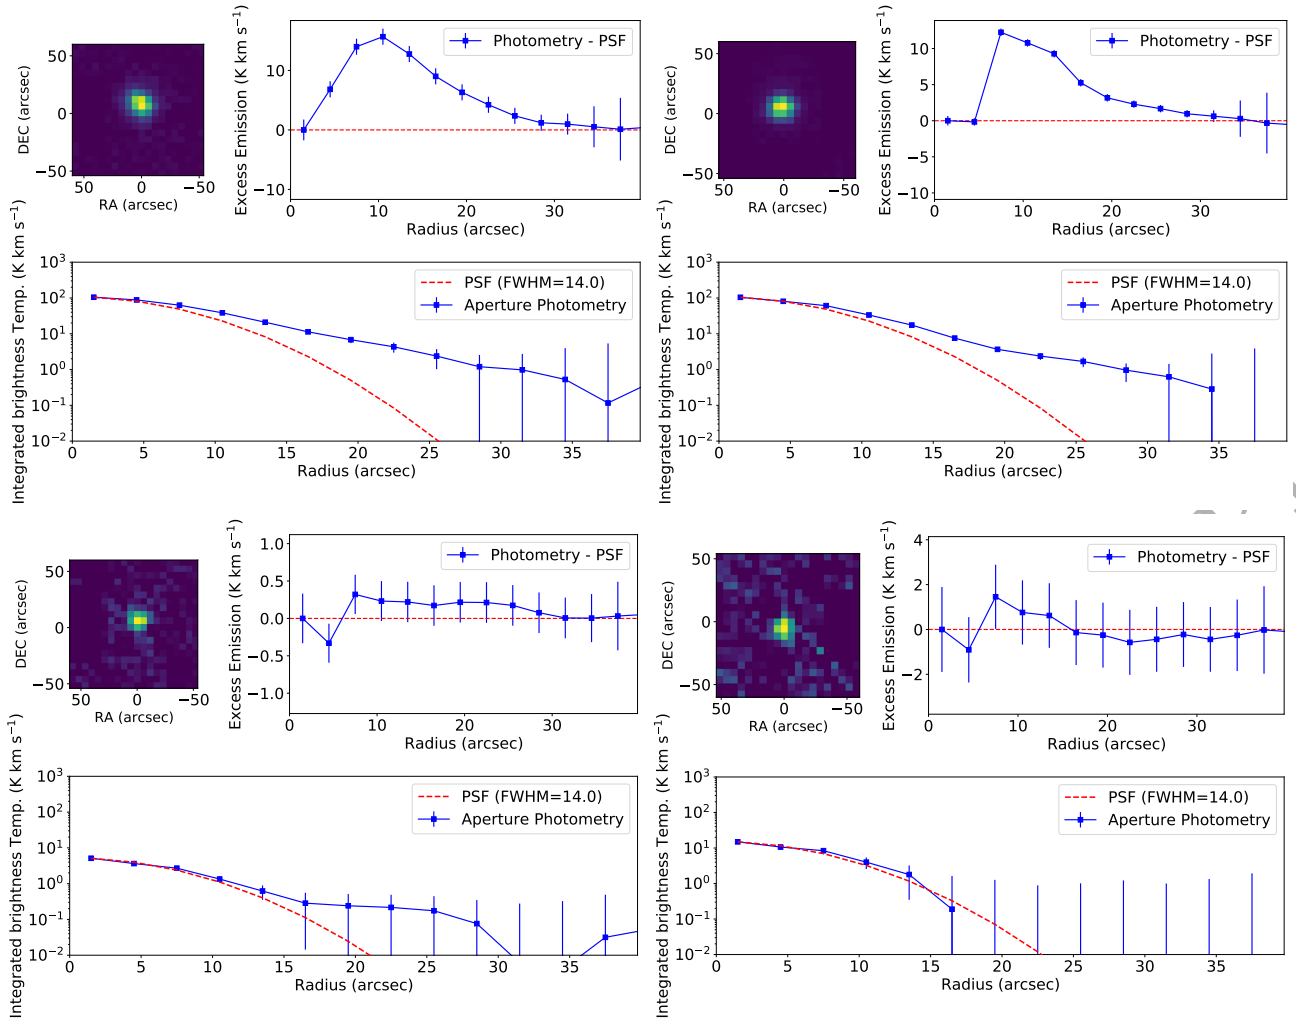 50
0
−50
DEC (arcsec)
50 0 −50
RA (arcsec)
10
0
−10
Excess Emission (K km s⁻¹)
Photometry - PSF
0 10 20 30
Radius (arcsec)
50
0
−50
DEC (arcsec)
50 0 −50
RA (arcsec)
10
5
0
−5
−10
Excess Emission (K km s⁻¹)
Photometry - PSF
0 10 20 30
Radius (arcsec)
10³
10²
10¹
10⁰
10⁻¹
10⁻²
Integrated brightness Temp. (K km s⁻¹)
PSF (FWHM=14.0)
Aperture Photometry
0 5 10 15 20 25 30 35
Radius (arcsec)
10³
10²
10¹
10⁰
10⁻¹
10⁻²
Integrated brightness Temp. (K km s⁻¹)
PSF (FWHM=14.0)
Aperture Photometry
0 5 10 15 20 25 30 35
Radius (arcsec)
50
0
−50
DEC (arcsec)
50 0 −50
RA (arcsec)
1.0
0.5
0.0
−0.5
−1.0
Excess Emission (K km s⁻¹)
Photometry - PSF
0 10 20 30
Radius (arcsec)
50
0
−50
DEC (arcsec)
50 0 −50
RA (arcsec)
4
2
0
−2
Excess Emission (K km s⁻¹)
Photometry - PSF
0 10 20 30
Radius (arcsec)
10³
10²
10¹
10⁰
10⁻¹
10⁻²
Integrated brightness Temp. (K km s⁻¹)
PSF (FWHM=14.0)
Aperture Photometry
0 5 10 15 20 25 30 35
Radius (arcsec)
10³
10²
10¹
10⁰
10⁻¹
10⁻²
Integrated brightness Temp. (K km s⁻¹)
PSF (FWHM=14.0)
Aperture Photometry
0 5 10 15 20 25 30 35
Radius (arcsec)